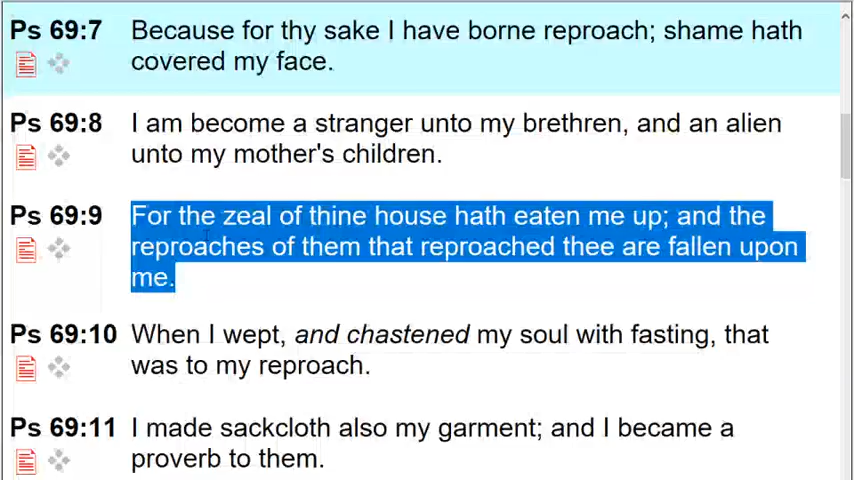 Ps 69:7 Because for thy sake I have borne reproach; shame hath
covered my face.
Ps 69:8 I am become a stranger unto my brethren, and an alien
unto my mother's children.
Ps 69:9 For the zeal of thine house hath eaten me up; and the
reproaches of them that reproached thee are fallen upon
me.
Ps 69:10 When I wept, and chastened my soul with fasting, that
was to my reproach.
Ps 69:11 I made sackcloth also my garment; and I became a
proverb to them.